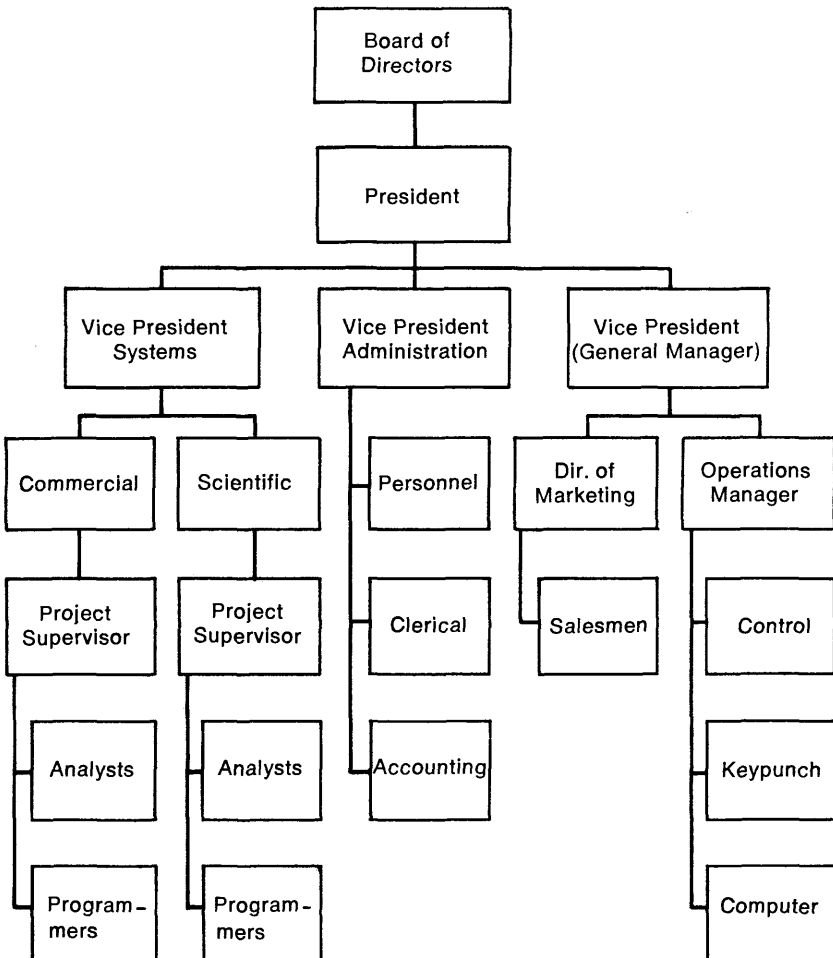 Board of
Directors
President
Vice President
Systems
Vice President
Administration
Vice President
(General Manager)
Commercial
Scientific
Personnel
Dir. of
Marketing
Operations
Manager
Project
Supervisor
Project
Supervisor
Clerical
Salesmen
Control
Analysts
Analysts
Accounting
Keypunch
Program-
mers
Program-
mers
Computer